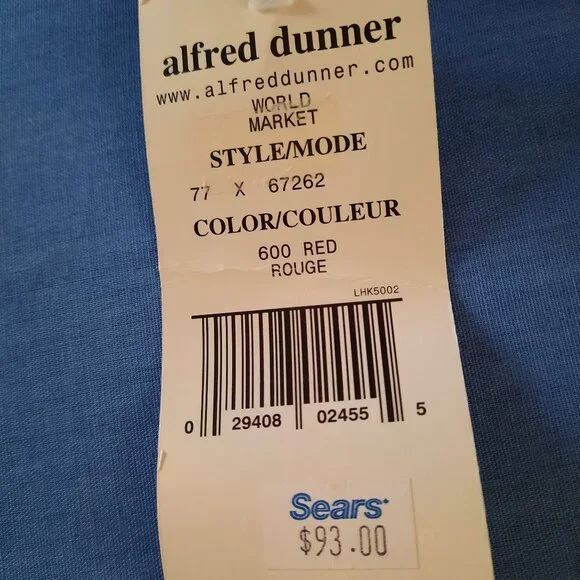 alfred dunner
www.alfreddunner.com
WORLD
MARKET
STYLE/MODE
77 X 67262
COLOR/COULEUR
600 RED
ROUGE
LHK5002
0 29408 02455 5
Sears
$93.00